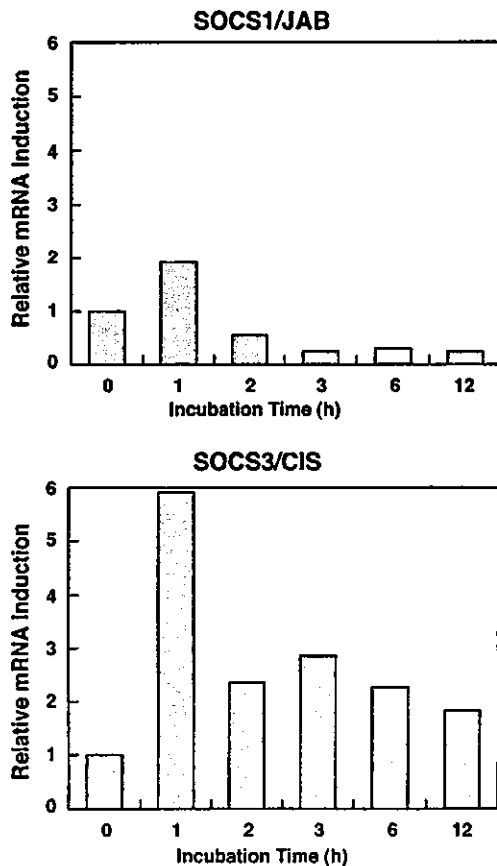 SOCS1/JAB
Relative mRNA Induction
6
5
4
3
2
1
0
0 1 2 3 6 12
Incubation Time (h)
SOCS3/CIS
Relative mRNA Induction
6
5
4
3
2
1
0
0 1 2 3 6 12
Incubation Time (h)